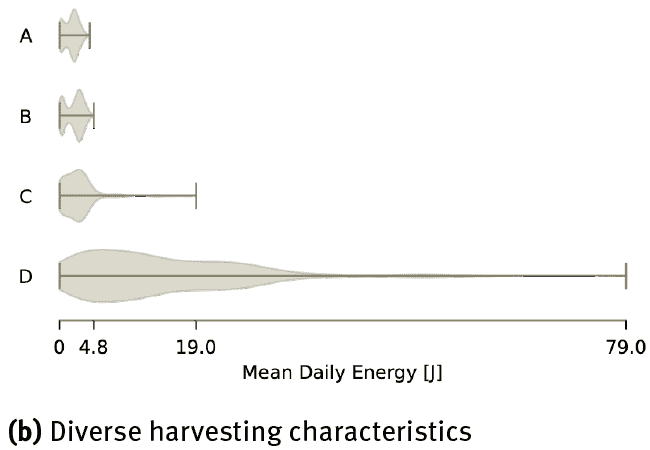 A
B
C
D
0 4.8 19.0 79.0
Mean Daily Energy [J]
(b) Diverse harvesting characteristics